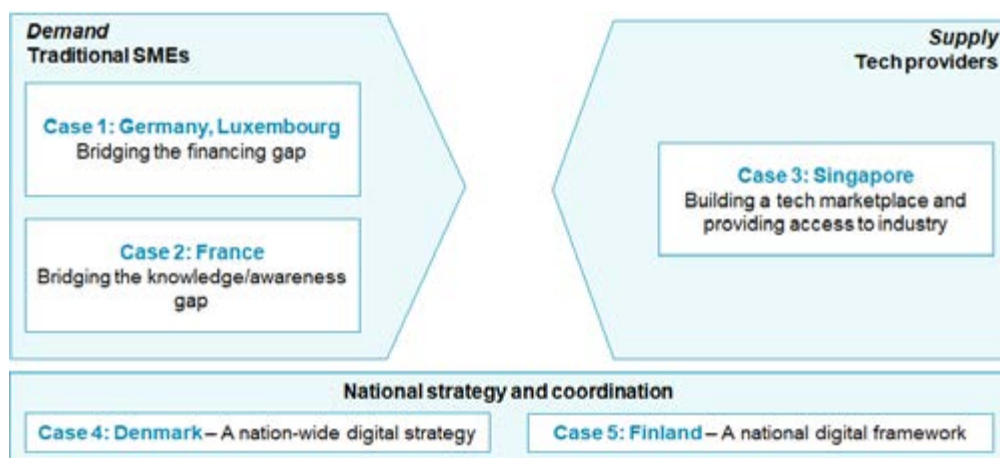 Demand
Traditional SMEs
Case 1: Germany, Luxembourg
Bridging the financing gap
Case 2: France
Bridging the knowledge/awareness
gap
Supply
Tech providers
Case 3: Singapore
Building a tech marketplace and
providing access to industry
National strategy and coordination
Case 4: Denmark – A nation-wide digital strategy
Case 5: Finland – A national digital framework